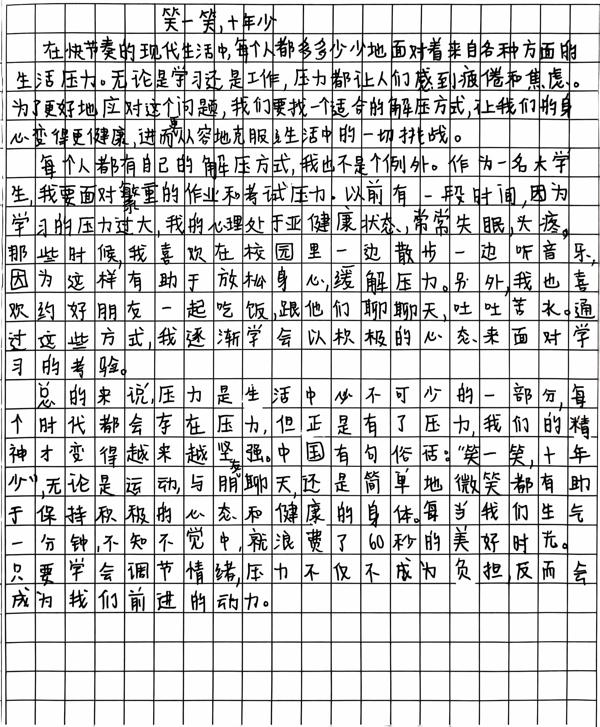 笑一笑,十年少
在快节奏的现代生活中,每个人都多多少少地面对着来自各种方面的
生活压力。无论是学习还是工作,压力都让人们感到疲倦和焦虑。
为了更好地应对这个问题,我们要找一个适合的解压方式,让我们的身
心变得更健康,进而要从容地克服生活中的一切挑战。
每个人都有自己的解压方式,我也不是个例外。作为一名大学
生,我要面对繁重的作业和考试压力。以前有一段时间,因为
学习的压力过大,我的心理处于亚健康状态,常常失眠,头疼。
那些时候,我喜欢在校园里一边散步一边听音乐,
因为这样有助于放松身心,缓解压力。另外,我也喜
欢约好朋友一起吃饭,跟他们聊聊天,吐吐苦水。通
过这些方式,我逐渐学会以积极的心态来面对学
习的考验。
总的来说,压力是生活中必不可少的一部分,每
个时代都会存在压力,但正是有了压力,我们的精
神才变得越来越坚强。中国有句俗话:“笑一笑,十年
少”,无论是运动,与朋友聊天,还是简单地微笑都有助
于保持积极的心态和健康的身体。每当我们生气
一分钟,不知不觉中,就浪费了60秒的美好时光。
只要学会调节情绪,压力不仅不成为负担,反而会
成为我们前进的动力。